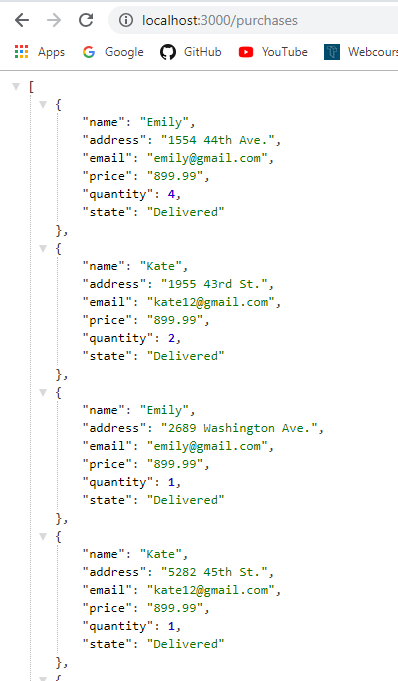 localhost:3000/purchases
Apps Google GitHub YouTube Webcours
[
{
"name": "Emily",
"address": "1554 44th Ave.",
"email": "emily@gmail.com",
"price": "899.99",
"quantity": 4,
"state": "Delivered"
},
{
"name": "Kate",
"address": "1955 43rd St.",
"email": "kate12@gmail.com",
"price": "899.99",
"quantity": 2,
"state": "Delivered"
},
{
"name": "Emily",
"address": "2689 Washington Ave.",
"email": "emily@gmail.com",
"price": "899.99",
"quantity": 1,
"state": "Delivered"
},
{
"name": "Kate",
"address": "5282 45th St.",
"email": "kate12@gmail.com",
"price": "899.99",
"quantity": 1,
"state": "Delivered"
},
{